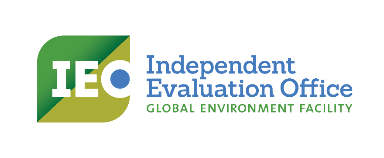 IEO
Independent
Evaluation Office
GLOBAL ENVIRONMENT FACILITY